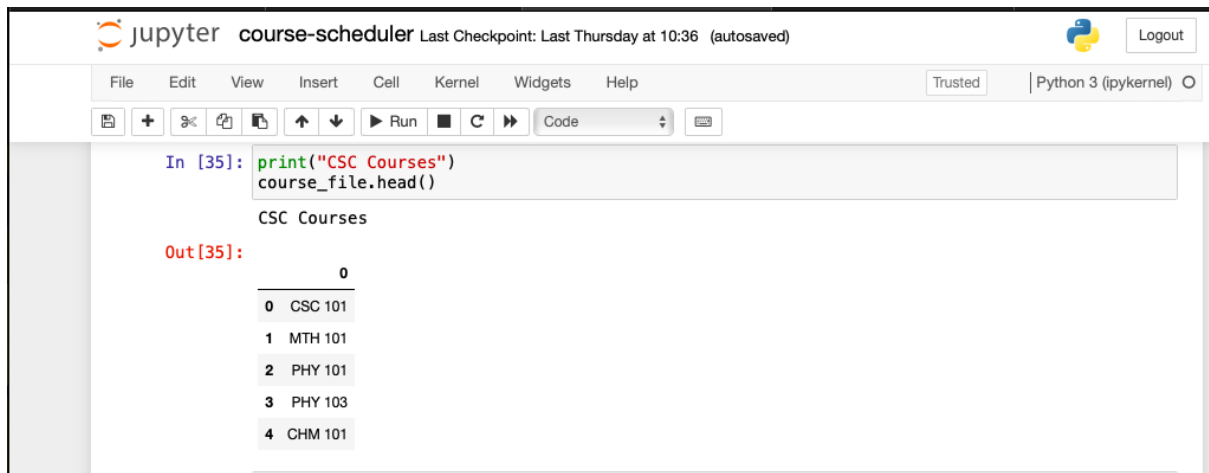 jupyter course-scheduler Last Checkpoint: Last Thursday at 10:36 (autosaved) Logout
File Edit View Insert Cell Kernel Widgets Help Trusted Python 3 (ipykernel)
Run Code
In [35]: print("CSC Courses")
course_file.head()
CSC Courses
Out[35]:
0
0 CSC 101
1 MTH 101
2 PHY 101
3 PHY 103
4 CHM 101